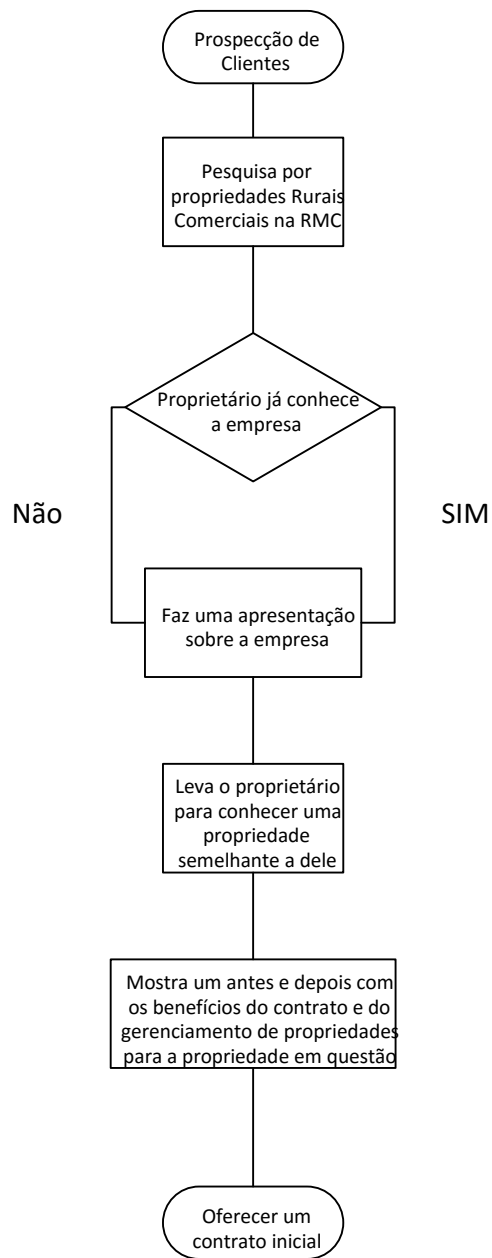 Prospecção de
Clientes
Pesquisa por
propriedades Rurais
Comerciais na RMC
Proprietário já conhece
a empresa
Não
SIM
Faz uma apresentação
sobre a empresa
Leva o proprietário
para conhecer uma
propriedade
semelhante a dele
Mostra um antes e depois com
os benefícios do contrato e do
gerenciamento de propriedades
para a propriedade em questão
Oferecer um
contrato inicial